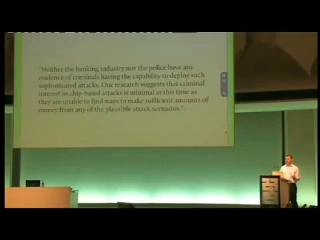 "Neither the banking industry nor the police have any
evidence of criminals having the capability to deploy such
sophisticated attacks. Our research suggests that criminal
interest in chip-based attacks is minimal at this time as
they are unable to find ways to make sufficient amounts of
money from any of the plausible attack scenarios."